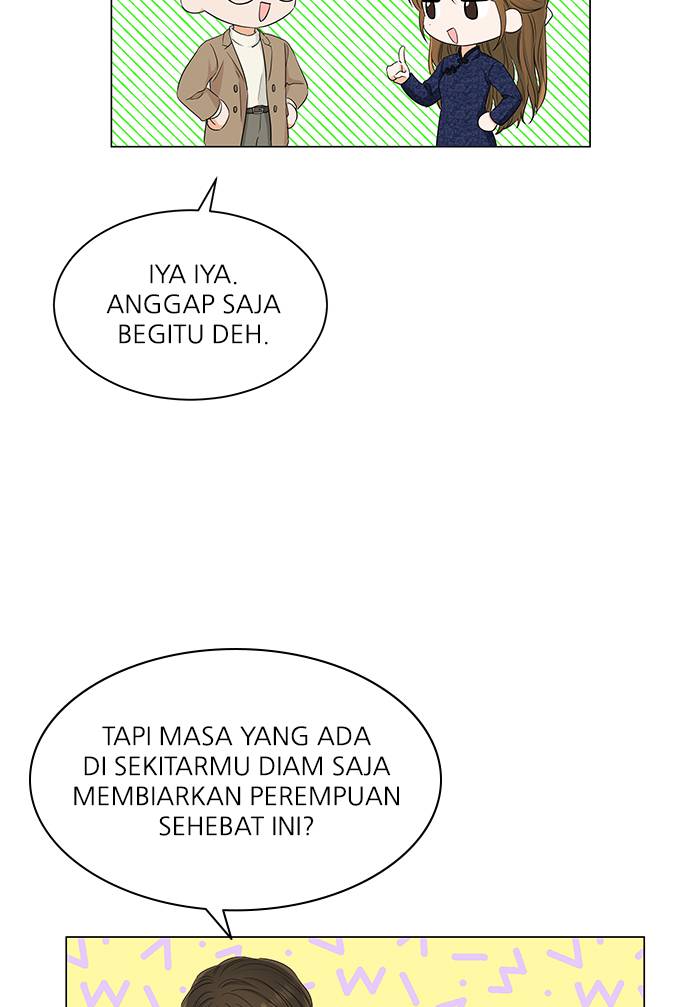 IYA IYA.
ANGGAP SAJA
BEGITU DEH.
TAPI MASA YANG ADA
DI SEKITARMU DIAM SAJA
MEMBIARKAN PEREMPUAN
SEHEBAT INI?